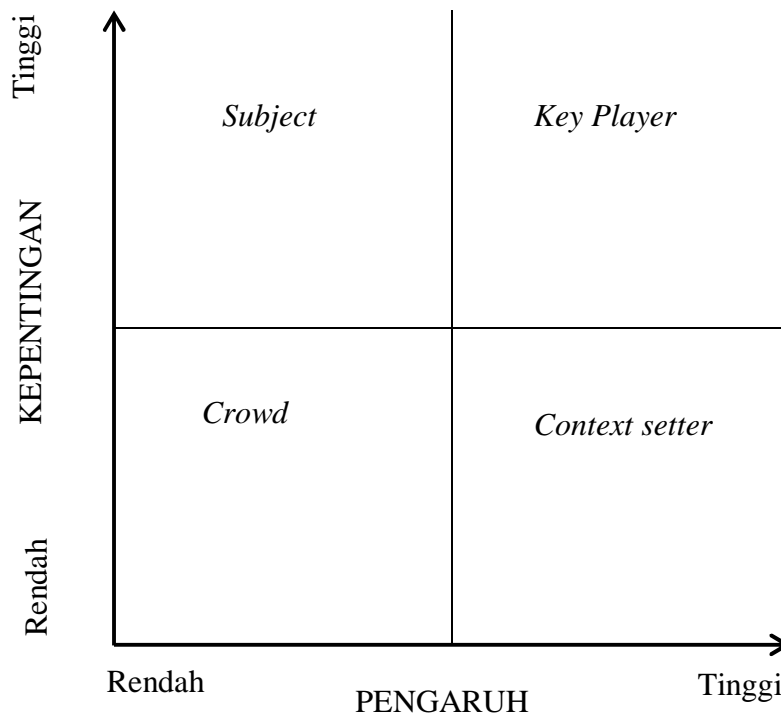 Tinggi
Subject
Key Player
KEPENTINGAN
Crowd
Context setter
Rendah
Rendah
Tinggi
PENGARUH